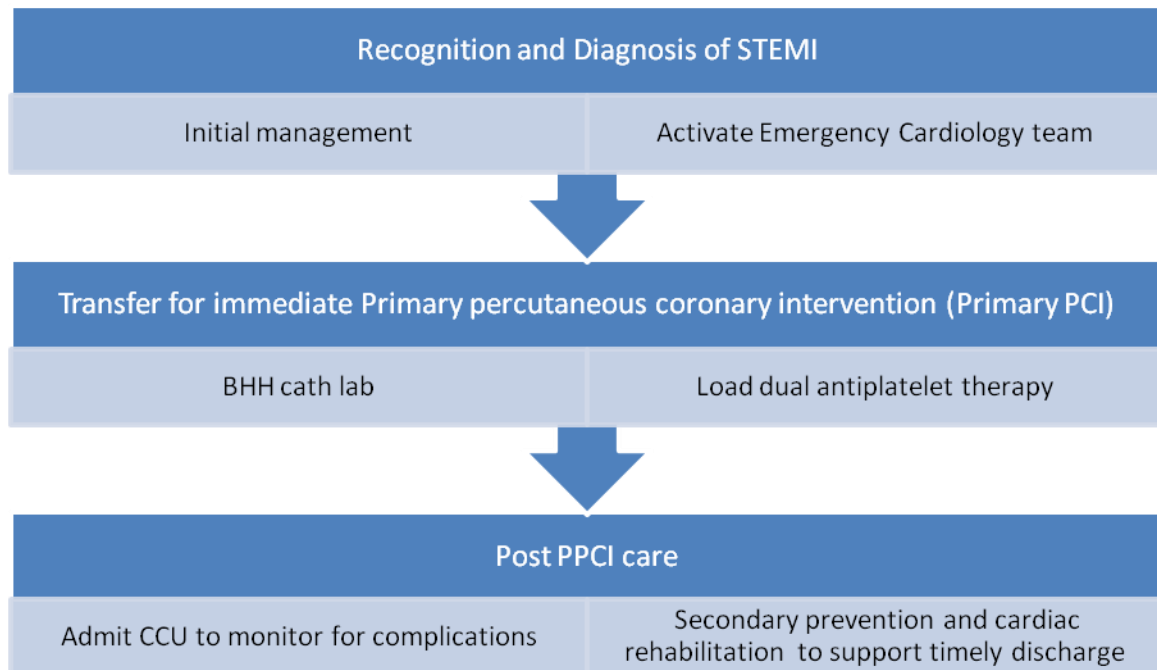 Recognition and Diagnosis of STEMI
Initial management
Activate Emergency Cardiology team
Transfer for immediate Primary percutaneous coronary intervention (Primary PCI)
BHH cath lab
Load dual antiplatelet therapy
Post PPCI care
Admit CCU to monitor for complications
Secondary prevention and cardiac
rehabilitation to support timely discharge